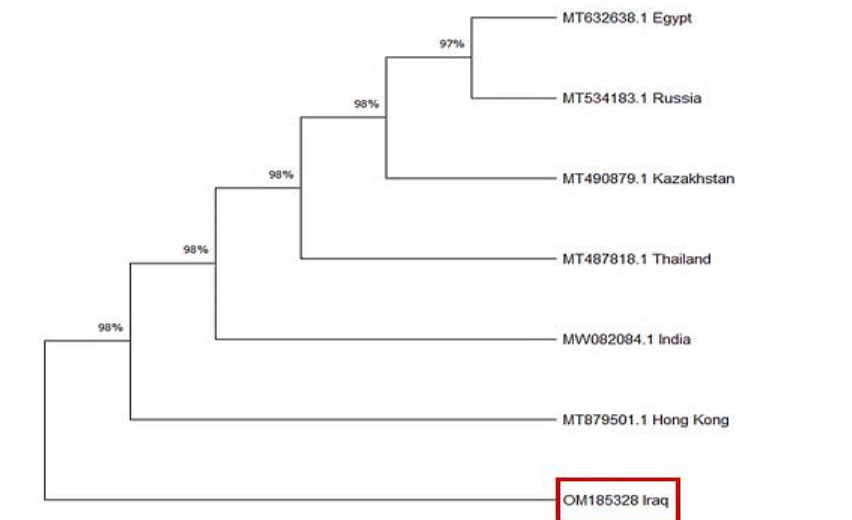 MT632638.1 Egypt
97%
MT534183.1 Russia
98%
MT490879.1 Kazakhstan
98%
MT487818.1 Thailand
98%
MW082084.1 India
98%
MT879501.1 Hong Kong
OM185328 Iraq